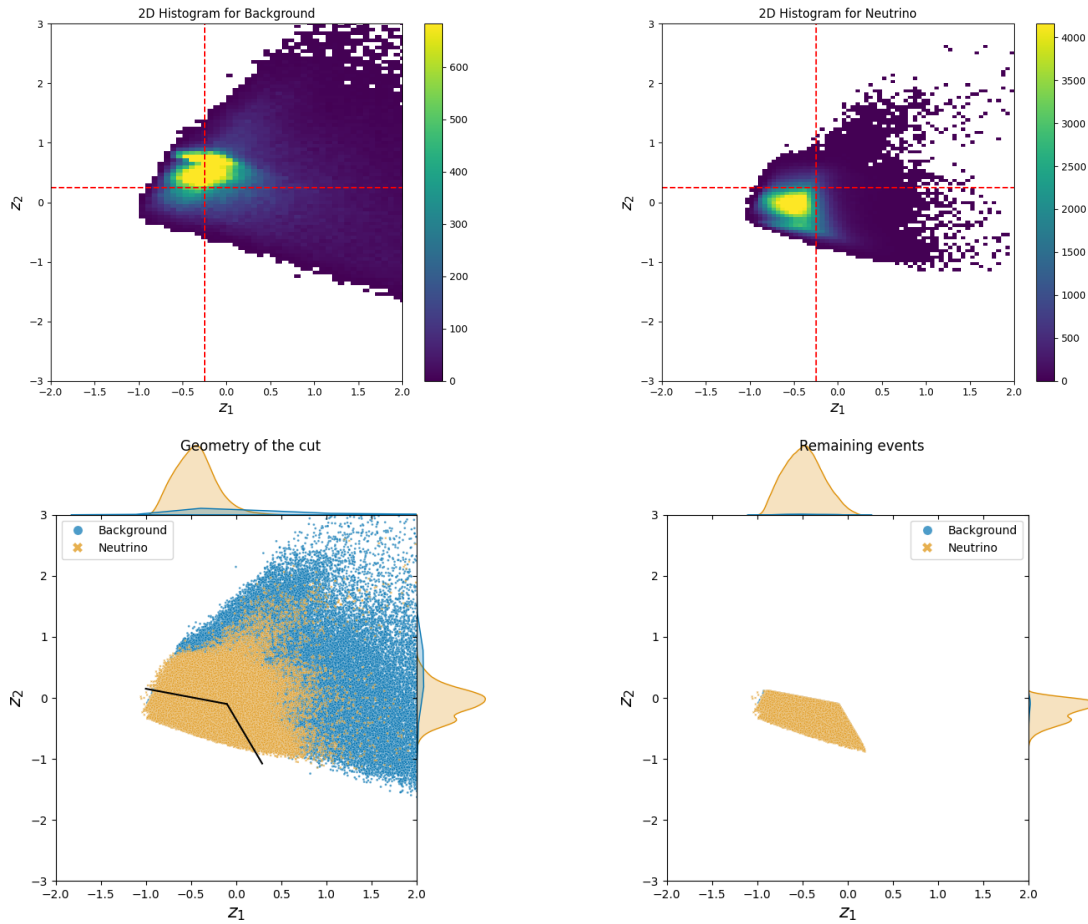 2D Histogram for Background
3
2
1
0
−1
−2
−3
z₂
−2.0 −1.5 −1.0 −0.5 0.0 0.5 1.0 1.5 2.0
z₁
600
500
400
300
200
100
0
2D Histogram for Neutrino
3
2
1
0
−1
−2
−3
z₂
−2.0 −1.5 −1.0 −0.5 0.0 0.5 1.0 1.5 2.0
z₁
4000
3500
3000
2500
2000
1500
1000
500
0
Geometry of the cut
Background
Neutrino
3
2
1
0
−1
−2
−3
z₂
−2.0 −1.5 −1.0 −0.5 0.0 0.5 1.0 1.5 2.0
z₁
Remaining events
Background
Neutrino
3
2
1
0
−1
−2
−3
z₂
−2.0 −1.5 −1.0 −0.5 0.0 0.5 1.0 1.5 2.0
z₁